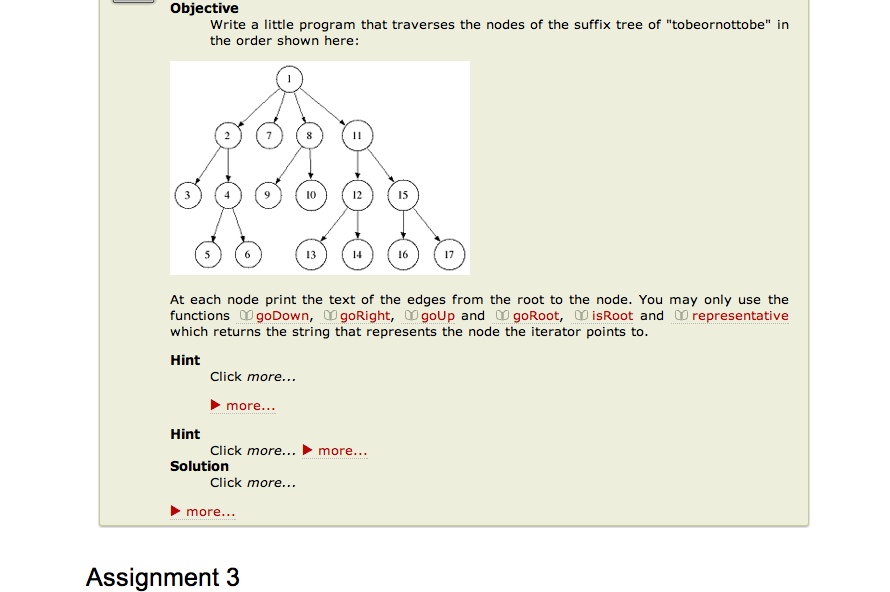 Objective
Write a little program that traverses the nodes of the suffix tree of "tobeornottobe" in
the order shown here:
1
2 7 8 11
3 4 9 10 12 15
5 6 13 14 16 17
At each node print the text of the edges from the root to the node. You may only use the
functions goDown, goRight, goUp and goRoot, isRoot and representative
which returns the string that represents the node the iterator points to.
Hint
Click more...
more...
Hint
Click more... more...
Solution
Click more...
more...
Assignment 3